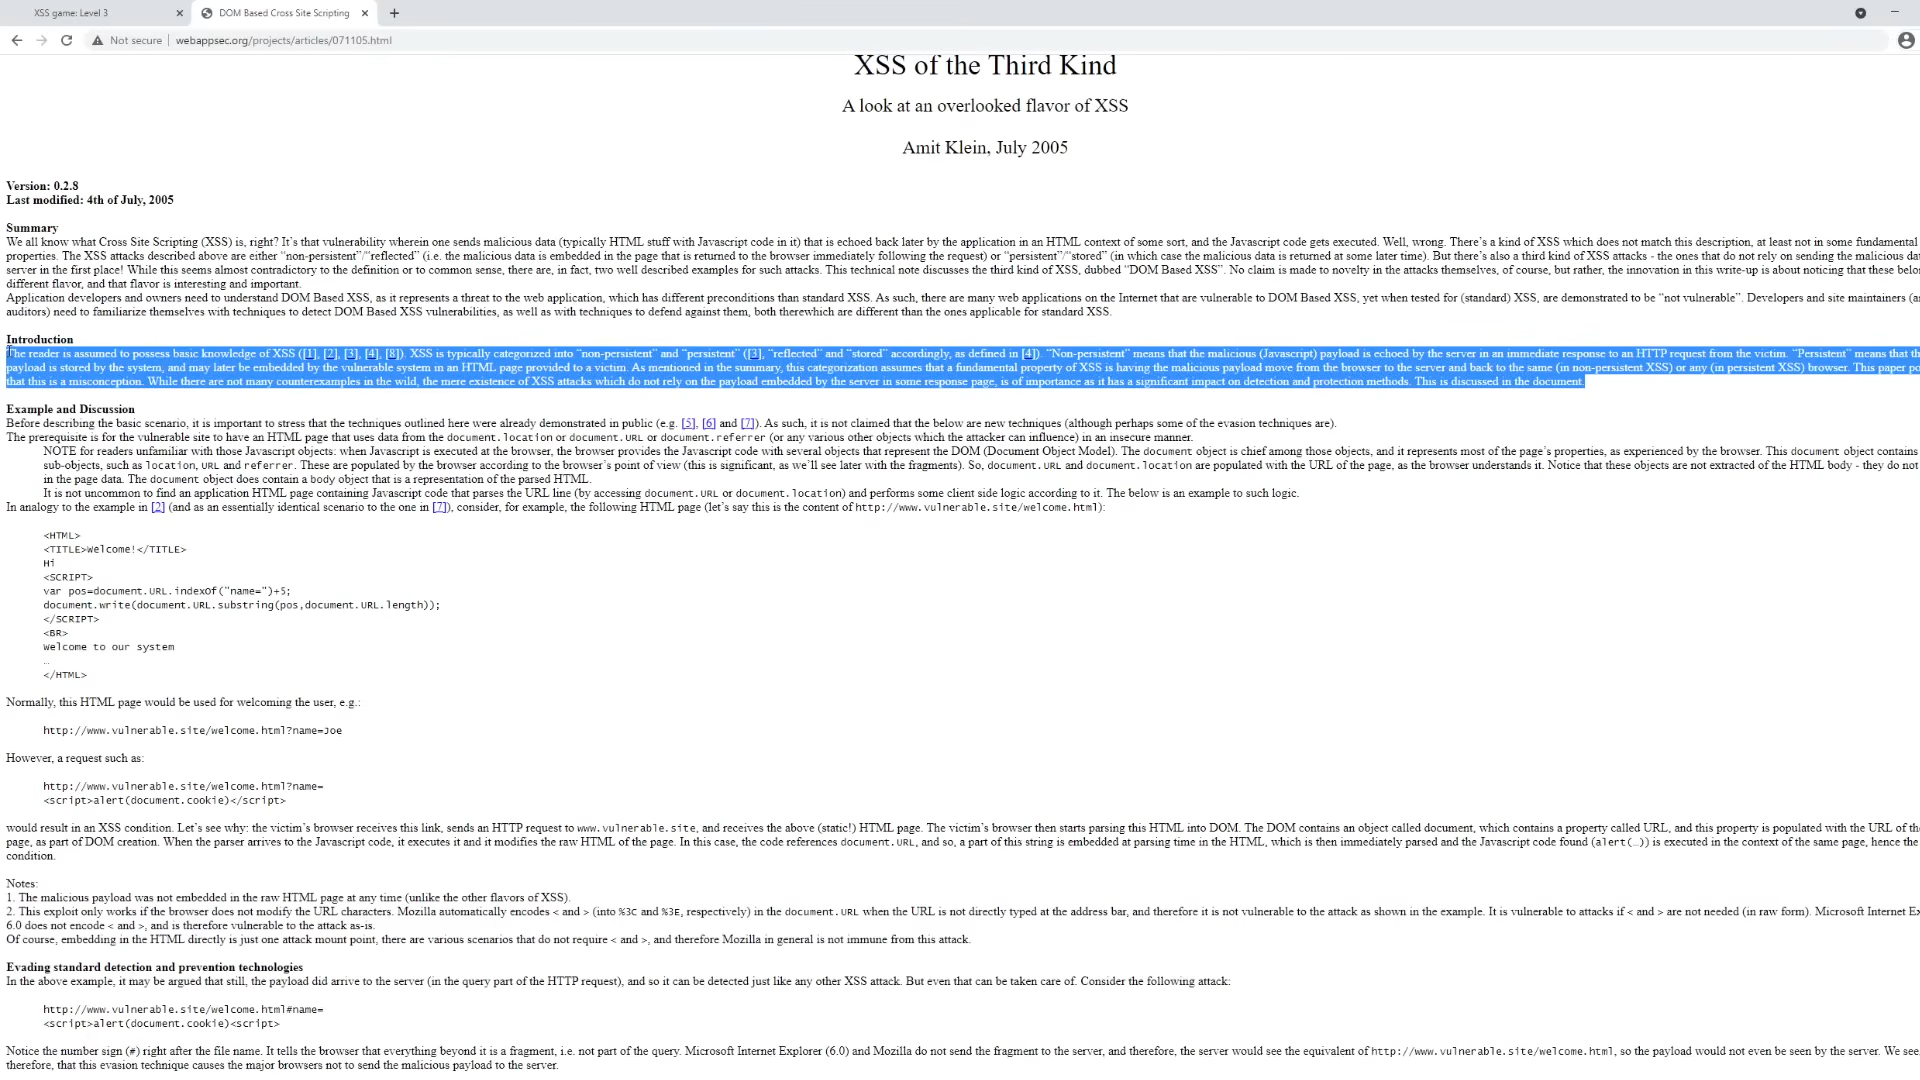 XSS game: Level 3
DOM Based Cross Site Scripting
Not secure
webappsec.org/projects/articles/071105.html
XSS of the Third Kind
A look at an overlooked flavor of XSS
Amit Klein, July 2005
Version: 0.2.8
Last modified: 4th of July, 2005
Summary
We all know what Cross Site Scripting (XSS) is, right? It's that vulnerability wherein one sends malicious data (typically HTML stuff with Javascript code in it) that is echoed back later by the application in an HTML context of some sort, and the Javascript code gets executed. Well, wrong. There's a kind of XSS which does not match this description, at least not in some fundamental
properties. The XSS attacks described above are either “non-persistent”/“reflected” (i.e. the malicious data is embedded in the page that is returned to the browser immediately following the request) or “persistent”/“stored” (in which case the malicious data is returned at some later time). But there's also a third kind of XSS attacks - the ones that do not rely on sending the malicious
server in the first place! While this seems almost contradictory to the definition or to common sense, there are, in fact, two well described examples for such attacks. This technical note discusses the third kind of XSS, dubbed “DOM Based XSS”. No claim is made to novelty in the attacks themselves, of course, but rather, the innovation in this write-up is about noticing that these
different flavor, and that flavor is interesting and important.
Application developers and owners need to understand DOM Based XSS, as it represents a threat to the web application, which has different preconditions than standard XSS. As such, there are many web applications on the Internet that are vulnerable to DOM Based XSS, yet when tested for (standard) XSS, are demonstrated to be “not vulnerable”. Developers and site maintainers
auditors) need to familiarize themselves with techniques to detect DOM Based XSS vulnerabilities, as well as with techniques to defend against them, both therewhich are different than the ones applicable for standard XSS.
Introduction
The reader is assumed to possess basic knowledge of XSS ([1], [2], [3], [4], [8]). XSS is typically categorized into “non-persistent” and “persistent” ([3], “reflected” and “stored” accordingly, as defined in [4]). “Non-persistent” means that the malicious (Javascript) payload is echoed by the server in an immediate response to an HTTP request from the victim. “Persistent” means that
payload is stored by the system, and may later be embedded by the vulnerable system in an HTML page provided to a victim. As mentioned in the summary, this categorization assumes that a fundamental property of XSS is having the malicious payload move from the browser to the server and back to the same (in non-persistent XSS) or any (in persistent XSS) browser. This paper
that this is a misconception. While there are not many counterexamples in the wild, the mere existence of XSS attacks which do not rely on the payload embedded by the server in some response page, is of importance as it has a significant impact on detection and protection methods. This is discussed in the document.
Example and Discussion
Before describing the basic scenario, it is important to stress that the techniques outlined here were already demonstrated in public (e.g. [5], [6] and [7]). As such, it is not claimed that the below are new techniques (although perhaps some of the evasion techniques are).
The prerequisite is for the vulnerable site to have an HTML page that uses data from the document.location or document.URL or document.referrer (or any various other objects which the attacker can influence) in an insecure manner.
NOTE for readers unfamiliar with those Javascript objects: when Javascript is executed at the browser, the browser provides the Javascript code with several objects that represent the DOM (Document Object Model). The document object is chief among those objects, and it represents most of the page's properties, as experienced by the browser. This document object contains
sub-objects, such as location, URL and referrer. These are populated by the browser according to the browser's point of view (this is significant, as we'll see later with the fragments). So, document.URL and document.location are populated with the URL of the page, as the browser understands it. Notice that these objects are not extracted of the HTML body - they do not
in the page data. The document object does contain a body object that is a representation of the parsed HTML.
It is not uncommon to find an application HTML page containing Javascript code that parses the URL line (by accessing document.URL or document.location) and performs some client side logic according to it. The below is an example to such logic.
In analogy to the example in [2] (and as an essentially identical scenario to the one in [7]), consider, for example, the following HTML page (let's say this is the content of http://www.vulnerable.site/welcome.html):
<HTML>
<TITLE>Welcome!</TITLE>
Hi
<SCRIPT>
var pos=document.URL.indexOf("name=")+5;
document.write(document.URL.substring(pos,document.URL.length));
</SCRIPT>
<BR>
Welcome to our system
…
</HTML>
Normally, this HTML page would be used for welcoming the user, e.g.:
http://www.vulnerable.site/welcome.html?name=Joe
However, a request such as:
http://www.vulnerable.site/welcome.html?name=
<script>alert(document.cookie)</script>
would result in an XSS condition. Let's see why: the victim's browser receives this link, sends an HTTP request to www.vulnerable.site, and receives the above (static!) HTML page. The victim's browser then starts parsing this HTML into DOM. The DOM contains an object called document, which contains a property called URL, and this property is populated with the URL of
page, as part of DOM creation. When the parser arrives to the Javascript code, it executes it and it modifies the raw HTML of the page. In this case, the code references document.URL, and so, a part of this string is embedded at parsing time in the HTML, which is then immediately parsed and the Javascript code found (alert(…)) is executed in the context of the same page, hence the
condition.
Notes:
1. The malicious payload was not embedded in the raw HTML page at any time (unlike the other flavors of XSS).
2. This exploit only works if the browser does not modify the URL characters. Mozilla automatically encodes < and > (into %3C and %3E, respectively) in the document.URL when the URL is not directly typed at the address bar, and therefore it is not vulnerable to the attack as shown in the example. It is vulnerable to attacks if < and > are not needed (in raw form). Microsoft Internet
6.0 does not encode < and >, and is therefore vulnerable to the attack as-is.
Of course, embedding in the HTML directly is just one attack mount point, there are various scenarios that do not require < and >, and therefore Mozilla in general is not immune from this attack.
Evading standard detection and prevention technologies
In the above example, it may be argued that still, the payload did arrive to the server (in the query part of the HTTP request), and so it can be detected just like any other XSS attack. But even that can be taken care of. Consider the following attack:
http://www.vulnerable.site/welcome.html#name=
<script>alert(document.cookie)<script>
Notice the number sign (#) right after the file name. It tells the browser that everything beyond it is a fragment, i.e. not part of the query. Microsoft Internet Explorer (6.0) and Mozilla do not send the fragment to the server, and therefore, the server would see the equivalent of http://www.vulnerable.site/welcome.html, so the payload would not even be seen by the server. We see,
therefore, that this evasion technique causes the major browsers not to send the malicious payload to the server.